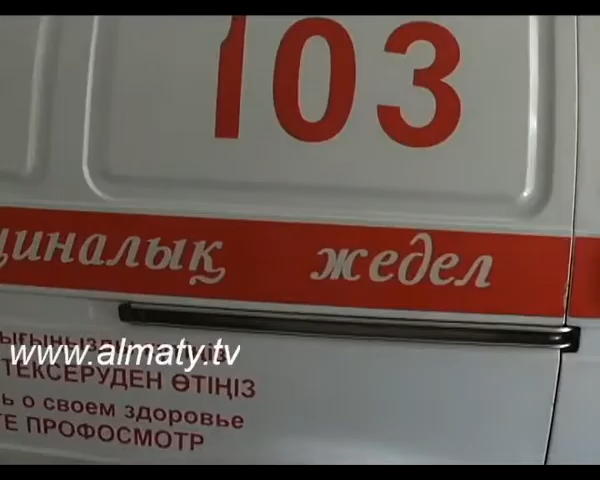 103
циналық жедел
www.almaty.tv
ТЕКСЕРУДЕН ӨТІҢІЗ
ь о своем здоровье
ТЕ ПРОФОСМОТР